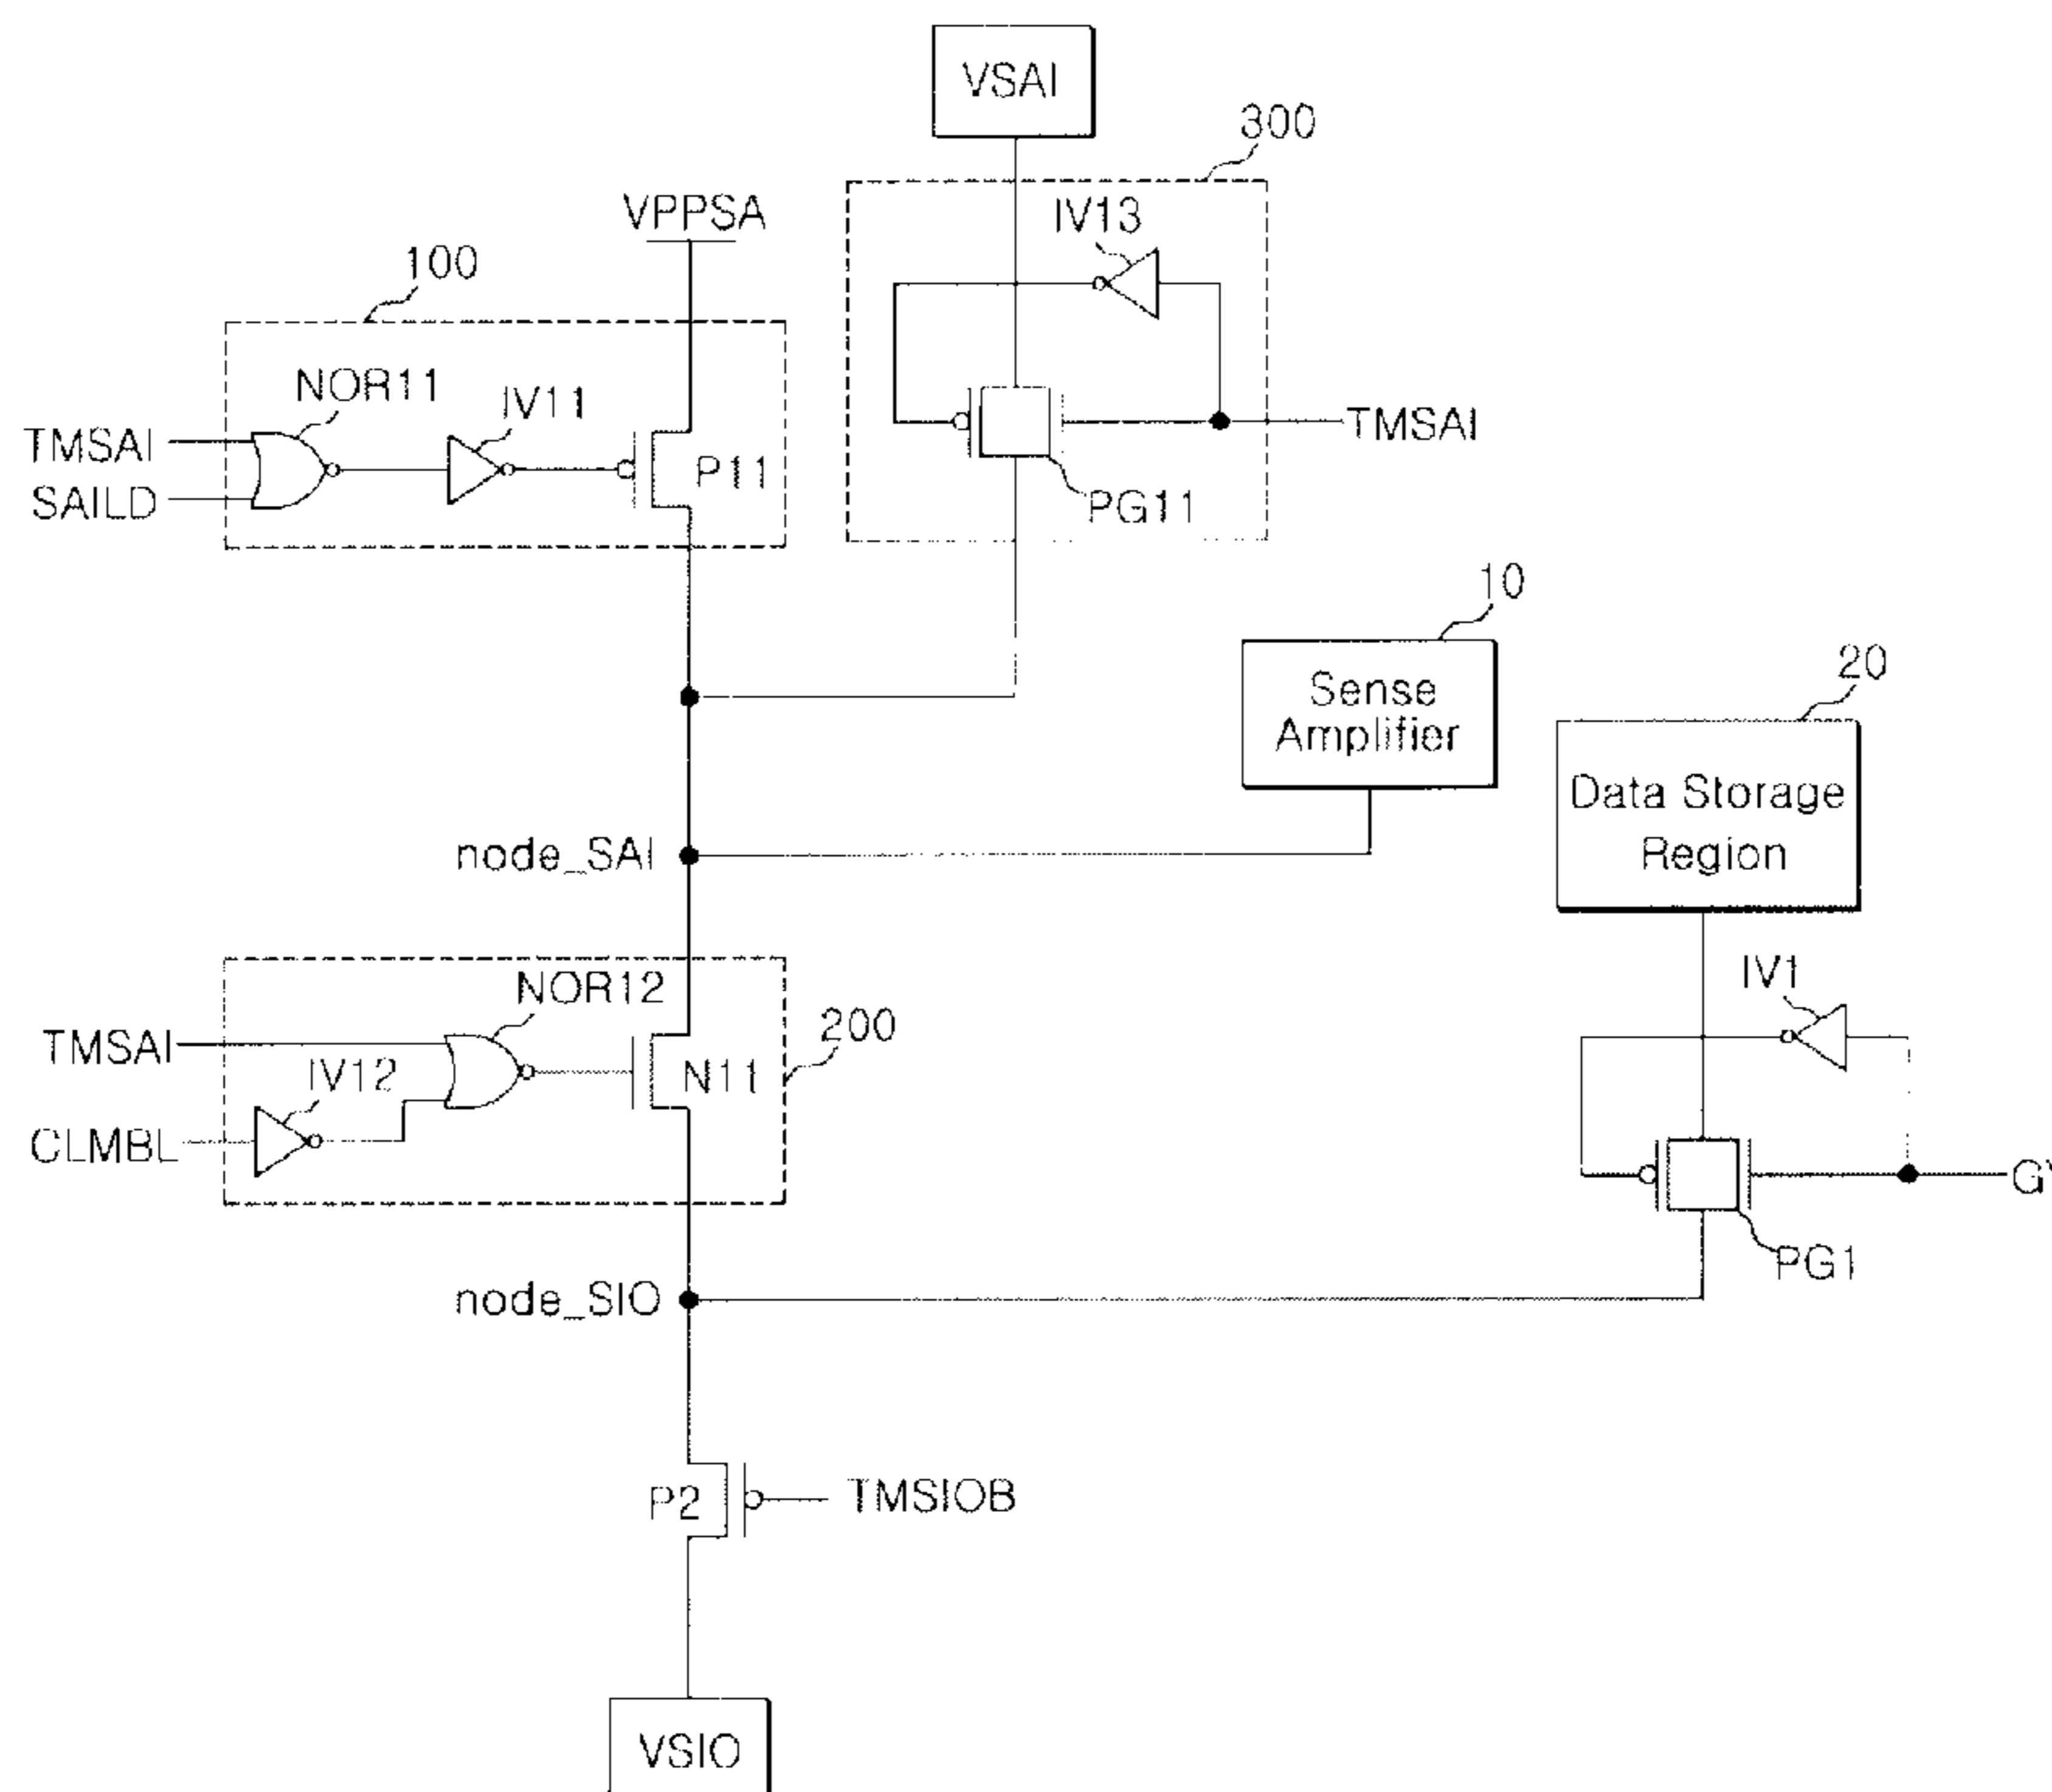 VSAI
300
VPPSA
IV13
100
NOR11
IV11
TMSAI
SAILD
P11
TMSAI
PG11
10
Sense
Amplifier
20
Data Storage
Region
node_SAI
NOR12
IV1
TMSAI
IV12
N11
200
CLMBL
PG1
node_SIO
P2
TMSIOB
VSIO